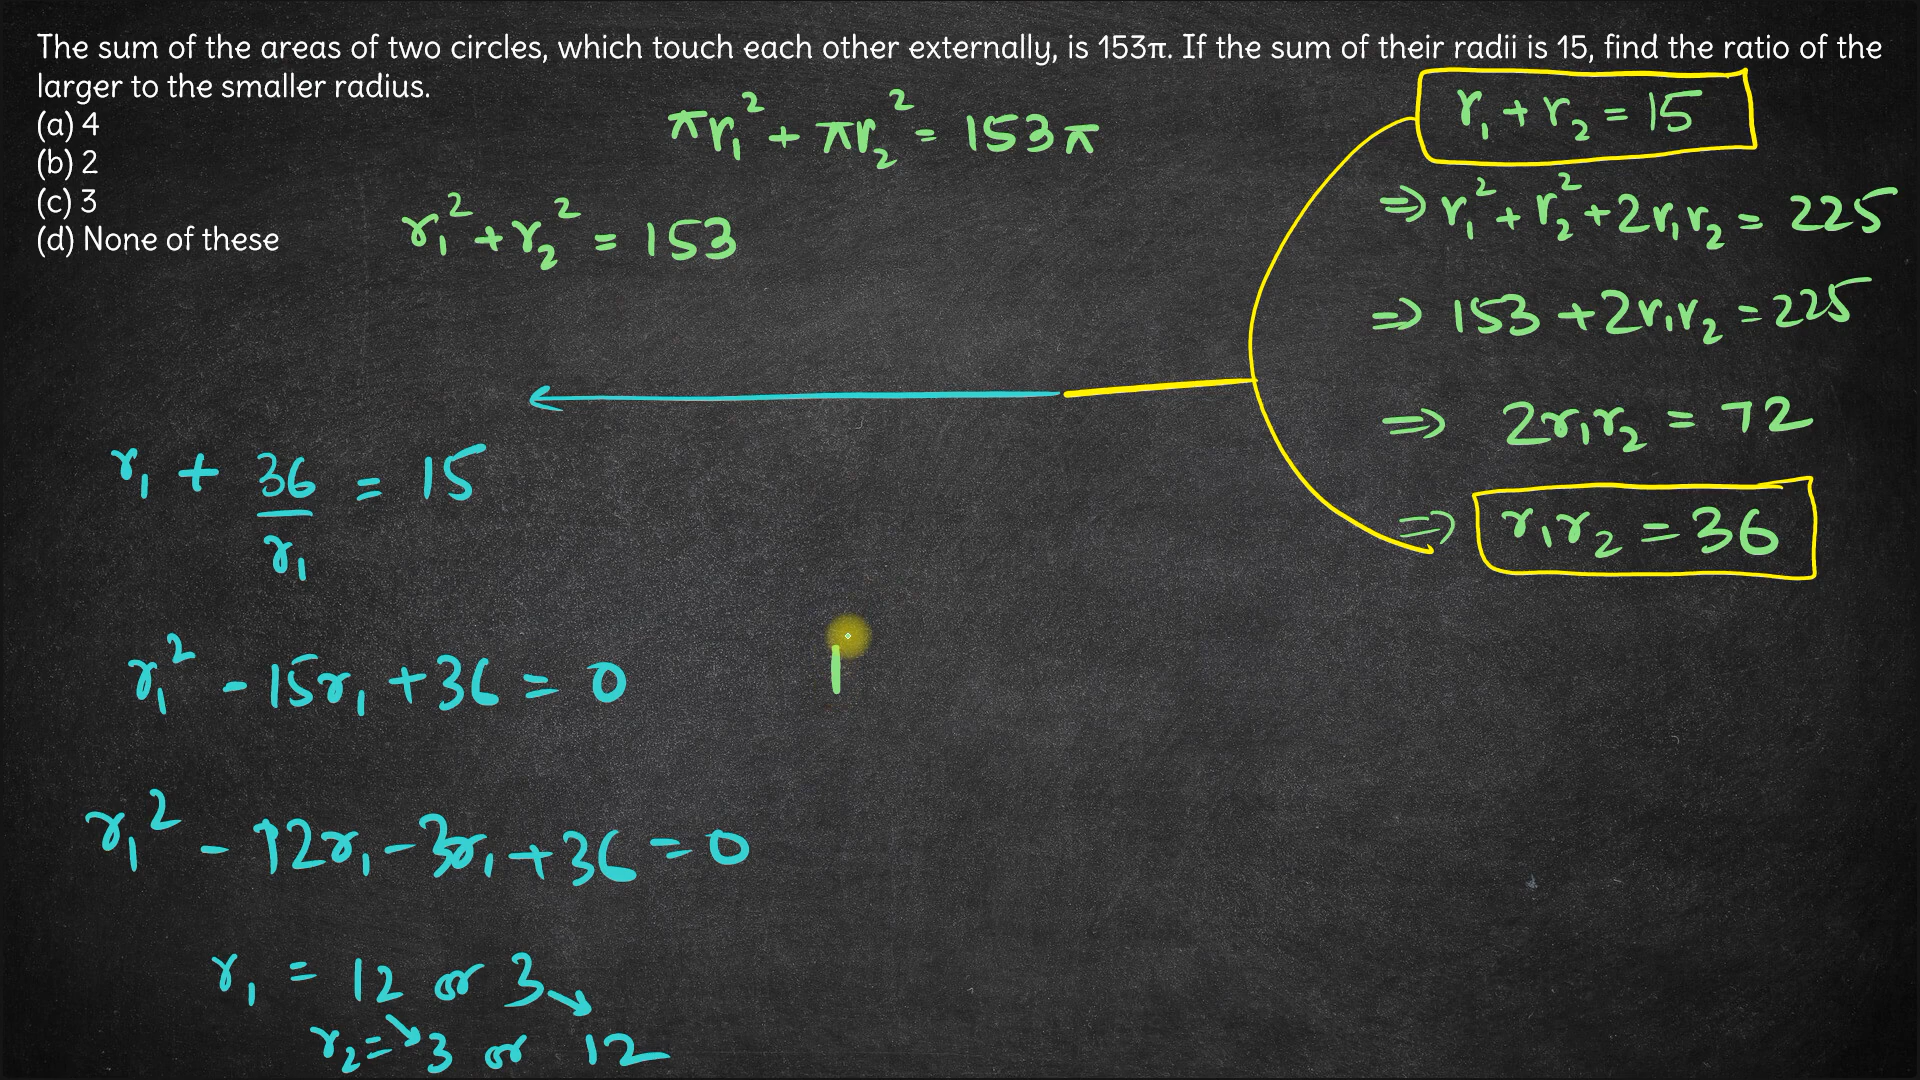 The sum of the areas of two circles, which touch each other externally, is 153π. If the sum of their radii is 15, find the ratio of the
larger to the smaller radius.
(a) 4
(b) 2
(c) 3
(d) None of these
πr₁² + πr₂² = 153π
r₁² + r₂² = 153
r₁ + r₂ = 15
⇒ r₁² + r₂² + 2r₁r₂ = 225
⇒ 153 + 2r₁r₂ = 225
⇒ 2r₁r₂ = 72
⇒ r₁r₂ = 36
r₁ + 36/r₁ = 15
r₁² - 15r₁ + 36 = 0
r₁² - 12r₁ - 3r₁ + 36 = 0
r₁ = 12 or 3
r₂ = 3 or 12